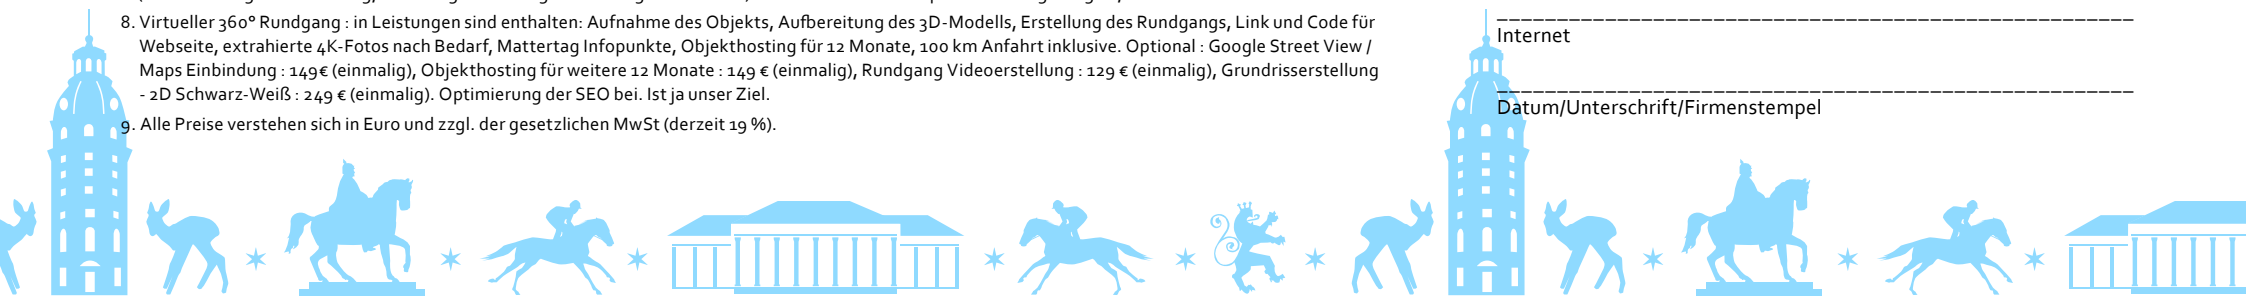 8. Virtueller 360° Rundgang : in Leistungen sind enthalten: Aufnahme des Objekts, Aufbereitung des 3D-Modells, Erstellung des Rundgangs, Link und Code für
Webseite, extrahierte 4K-Fotos nach Bedarf, Mattertag Infopunkte, Objekthosting für 12 Monate, 100 km Anfahrt inklusive. Optional : Google Street View /
Maps Einbindung : 149€ (einmalig), Objekthosting für weitere 12 Monate : 149 € (einmalig), Rundgang Videoerstellung : 129 € (einmalig), Grundrisserstellung
- 2D Schwarz-Weiß : 249 € (einmalig). Optimierung der SEO bei. Ist ja unser Ziel.
9. Alle Preise verstehen sich in Euro und zzgl. der gesetzlichen MwSt (derzeit 19 %).
Internet
Datum/Unterschrift/Firmenstempel